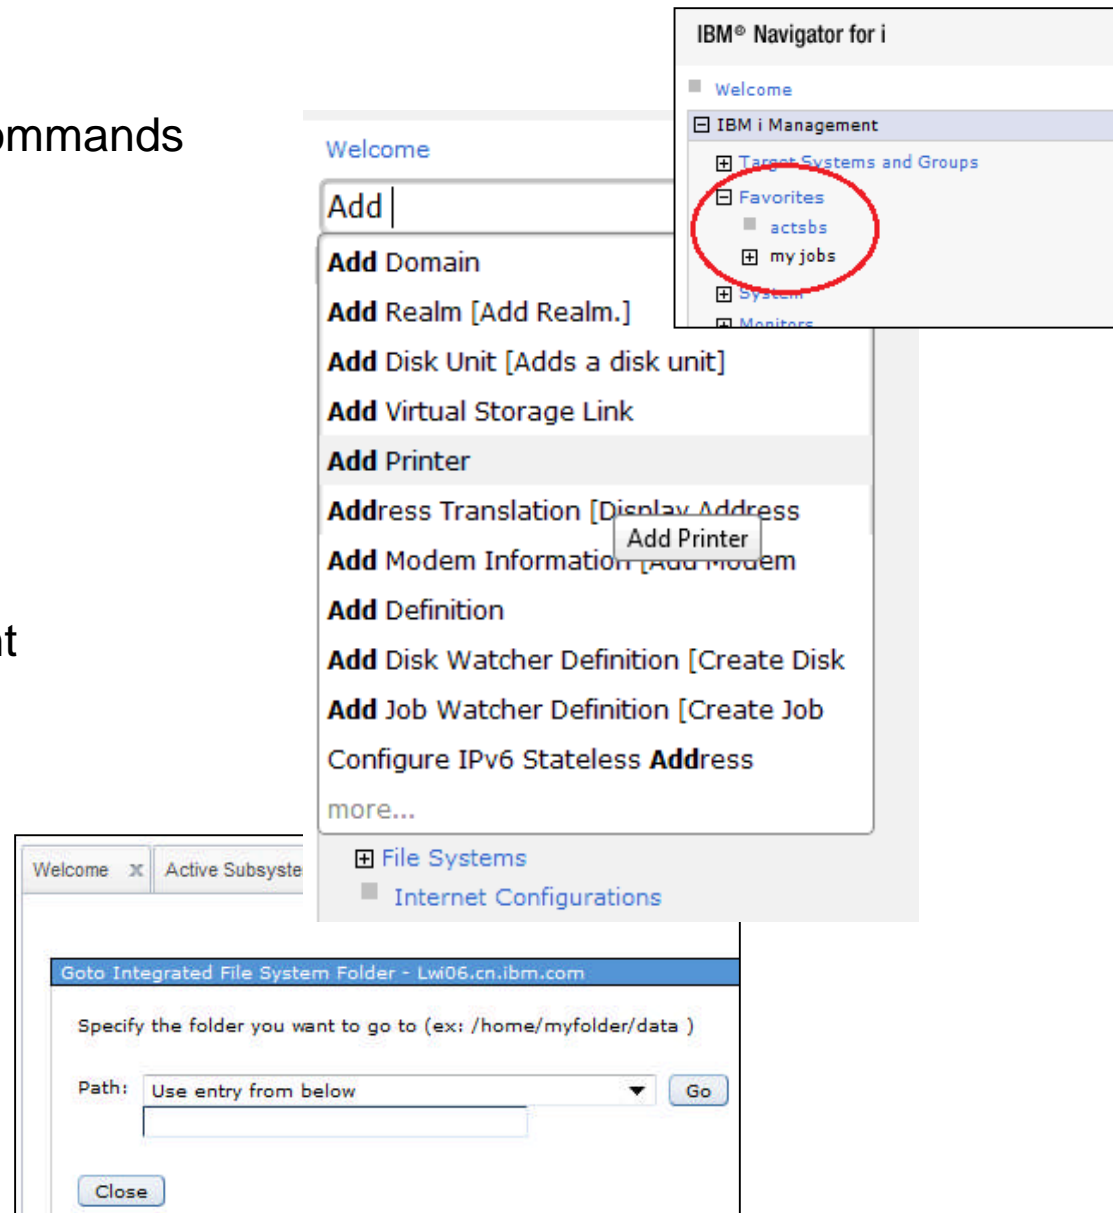 ommands
nt
IBM® Navigator for i
Welcome
IBM i Management
Target Systems and Groups
Favorites
actsbs
my jobs
System
Monitors
Welcome
Add
Add Domain
Add Realm [Add Realm.]
Add Disk Unit [Adds a disk unit]
Add Virtual Storage Link
Add Printer
Address Translation [Display Address
Add Printer
Add Modem Information [Add Modem
Add Definition
Add Disk Watcher Definition [Create Disk
Add Job Watcher Definition [Create Job
Configure IPv6 Stateless Address
more...
File Systems
Internet Configurations
Welcome x Active Subsyste
Goto Integrated File System Folder - Lwi06.cn.ibm.com
Specify the folder you want to go to (ex: /home/myfolder/data )
Path: Use entry from below Go
Close